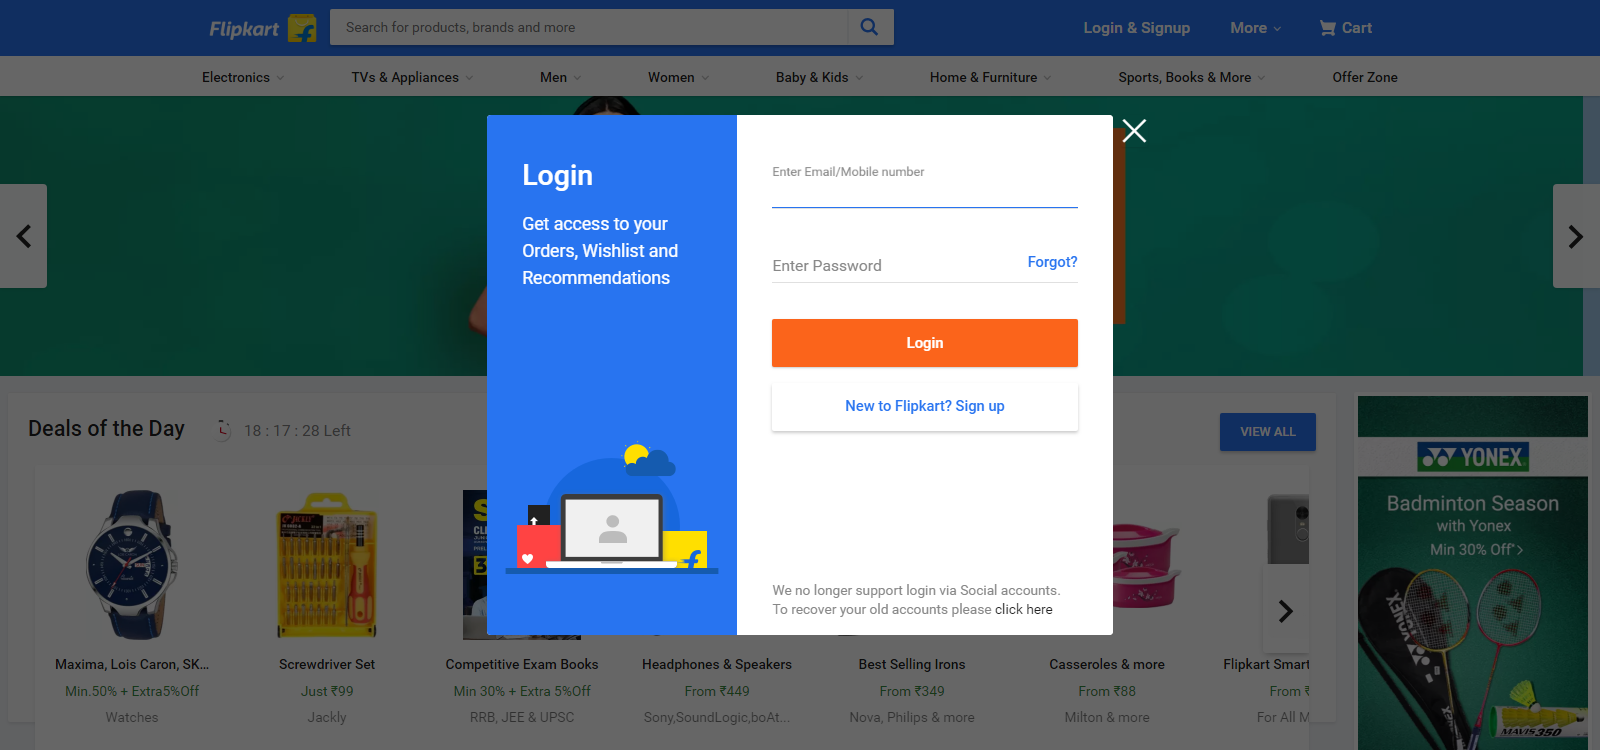 Flipkart
Search for products, brands and more
Login & Signup
More
Cart
Electronics
TVs & Appliances
Men
Women
Baby & Kids
Home & Furniture
Sports, Books & More
Offer Zone
Login
Get access to your
Orders, Wishlist and
Recommendations
Enter Email/Mobile number
Enter Password
Forgot?
Login
New to Flipkart? Sign up
We no longer support login via Social accounts.
To recover your old accounts please click here
Deals of the Day
18 : 17 : 28 Left
VIEW ALL
Maxima, Lois Caron, SK...
Min.50% + Extra5%Off
Watches
Screwdriver Set
Just ₹99
Jackly
Competitive Exam Books
Min 30% + Extra 5%Off
RRB, JEE & UPSC
Headphones & Speakers
From ₹449
Sony,SoundLogic,boAt...
Best Selling Irons
From ₹349
Nova, Philips & more
Casseroles & more
From ₹88
Milton & more
Flipkart Smart
From ₹
For All M
YONEX
Badminton Season
with Yonex
Min 30% Off*>
YONEX
MAVIS350